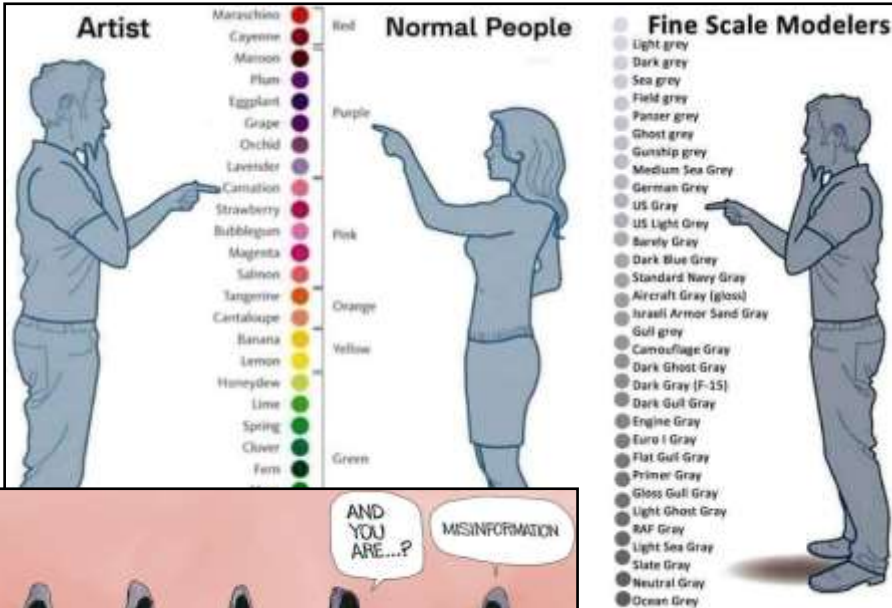 Artist
Maraschino
Cayenne
Maroon
Plum
Eggplant
Grape
Orchid
Lavender
Carnation
Strawberry
Bubblegum
Magenta
Salmon
Tangerine
Cantaloupe
Banana
Lemon
Honeydew
Lime
Spring
Clover
Fern
Red
Purple
Pink
Orange
Yellow
Green
Normal People
Fine Scale Modelers
Light grey
Dark grey
Sea grey
Field grey
Panzer grey
Ghost grey
Gunship grey
Medium Sea Grey
German Grey
US Gray
US Light Grey
Barely Gray
Dark Blue Grey
Standard Navy Gray
Aircraft Gray (gloss)
Israeli Armor Sand Gray
Gull grey
Camouflage Gray
Dark Ghost Gray
Dark Gray (F-15)
Dark Gull Gray
Engine Gray
Euro I Gray
Flat Gull Gray
Primer Gray
Gloss Gull Gray
Light Ghost Gray
RAF Gray
Light Sea Gray
Slate Gray
Neutral Gray
Ocean Grey
AND
YOU
ARE...?
MISINFORMATION